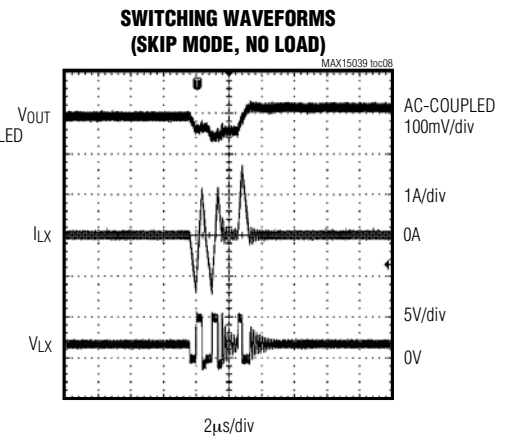 SWITCHING WAVEFORMS
(SKIP MODE, NO LOAD)
MAX15039 toc08
VOUT
LED
AC-COUPLED
100mV/div
T
1A/div
ILX
0A
5V/div
VLX
0V
2µs/div